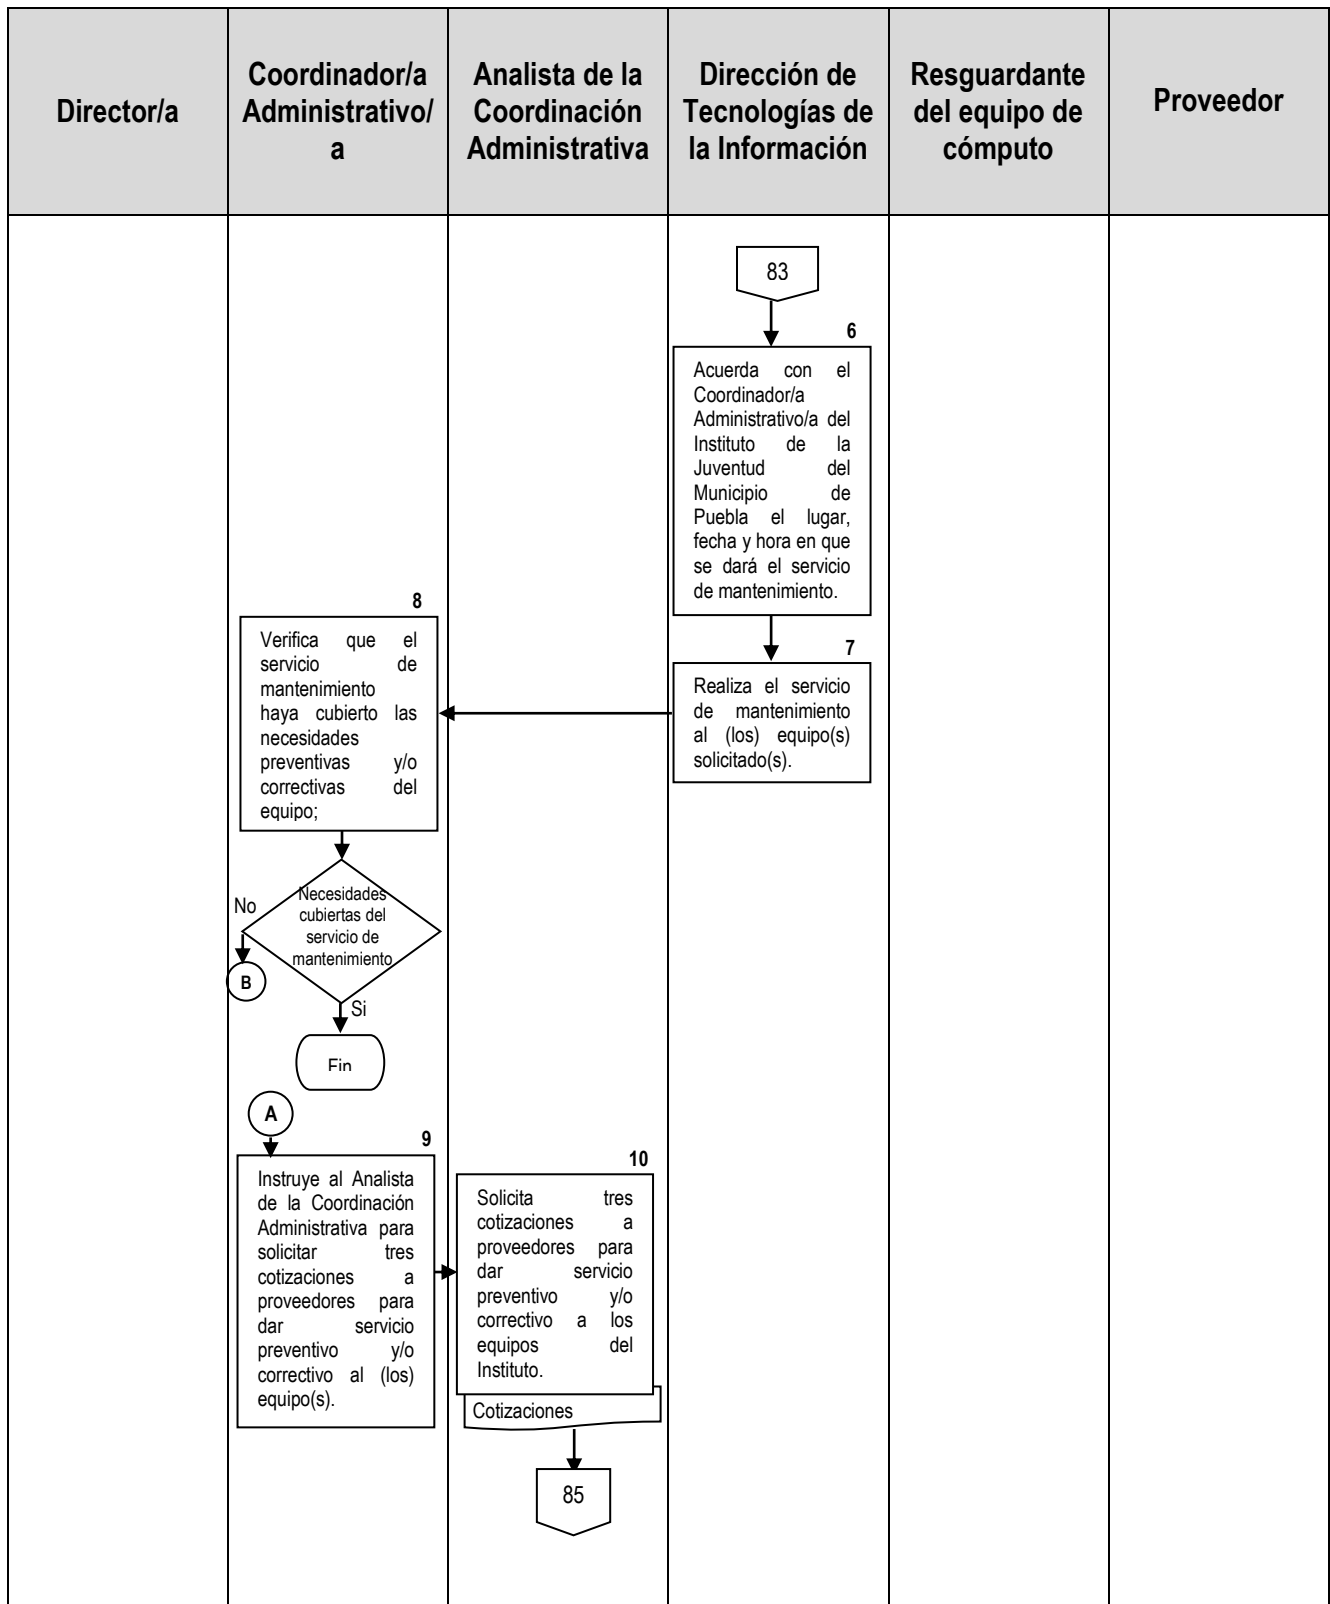 Director/a
Coordinador/a
Administrativo/
a
Analista de la
Coordinación
Administrativa
Dirección de
Tecnologías de
la Información
Resguardante
del equipo de
cómputo
Proveedor
83
6
Acuerda con el
Coordinador/a
Administrativo/a del
Instituto de la
Juventud del
Municipio de
Puebla el lugar,
fecha y hora en que
se dará el servicio
de mantenimiento.
7
Realiza el servicio
de mantenimiento
al (los) equipo(s)
solicitado(s).
8
Verifica que el
servicio de
mantenimiento
haya cubierto las
necesidades
preventivas y/o
correctivas del
equipo;
Necesidades
cubiertas del
servicio de
mantenimiento
No
B
Si
Fin
A
9
Instruye al Analista
de la Coordinación
Administrativa para
solicitar tres
cotizaciones a
proveedores para
dar servicio
preventivo y/o
correctivo al (los)
equipo(s).
10
Solicita tres
cotizaciones a
proveedores para
dar servicio
preventivo y/o
correctivo a los
equipos del
Instituto.
Cotizaciones
85